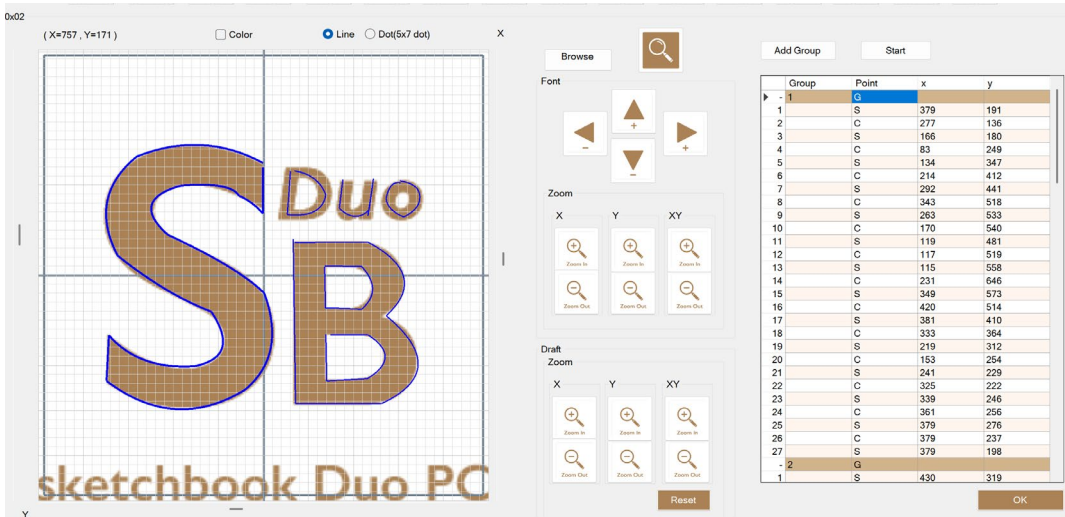 0x02
( X=757 , Y=171 )
Color
Line
Dot(5x7 dot)
X
S
Duo
B
sketchbook Duo PC
Y
Browse
Font
+
-
+
-
Zoom
X Y XY
Zoom In Zoom In Zoom In
Zoom Out Zoom Out Zoom Out
Draft
Zoom
X Y XY
Zoom In Zoom In Zoom In
Zoom Out Zoom Out Zoom Out
Reset
Add Group
Start
Group Point x y
- 1 G
1 S 379 191
2 C 277 136
3 S 166 180
4 C 83 249
5 S 134 347
6 C 214 412
7 S 292 441
8 C 343 518
9 S 263 533
10 C 170 540
11 S 119 481
12 C 117 519
13 S 115 558
14 C 231 646
15 S 349 573
16 C 420 514
17 S 381 410
18 C 333 364
19 S 219 312
20 C 153 254
21 S 241 229
22 C 325 222
23 S 339 246
24 C 361 256
25 S 379 276
26 C 379 237
27 S 379 198
- 2 G
1 S 430 319
OK